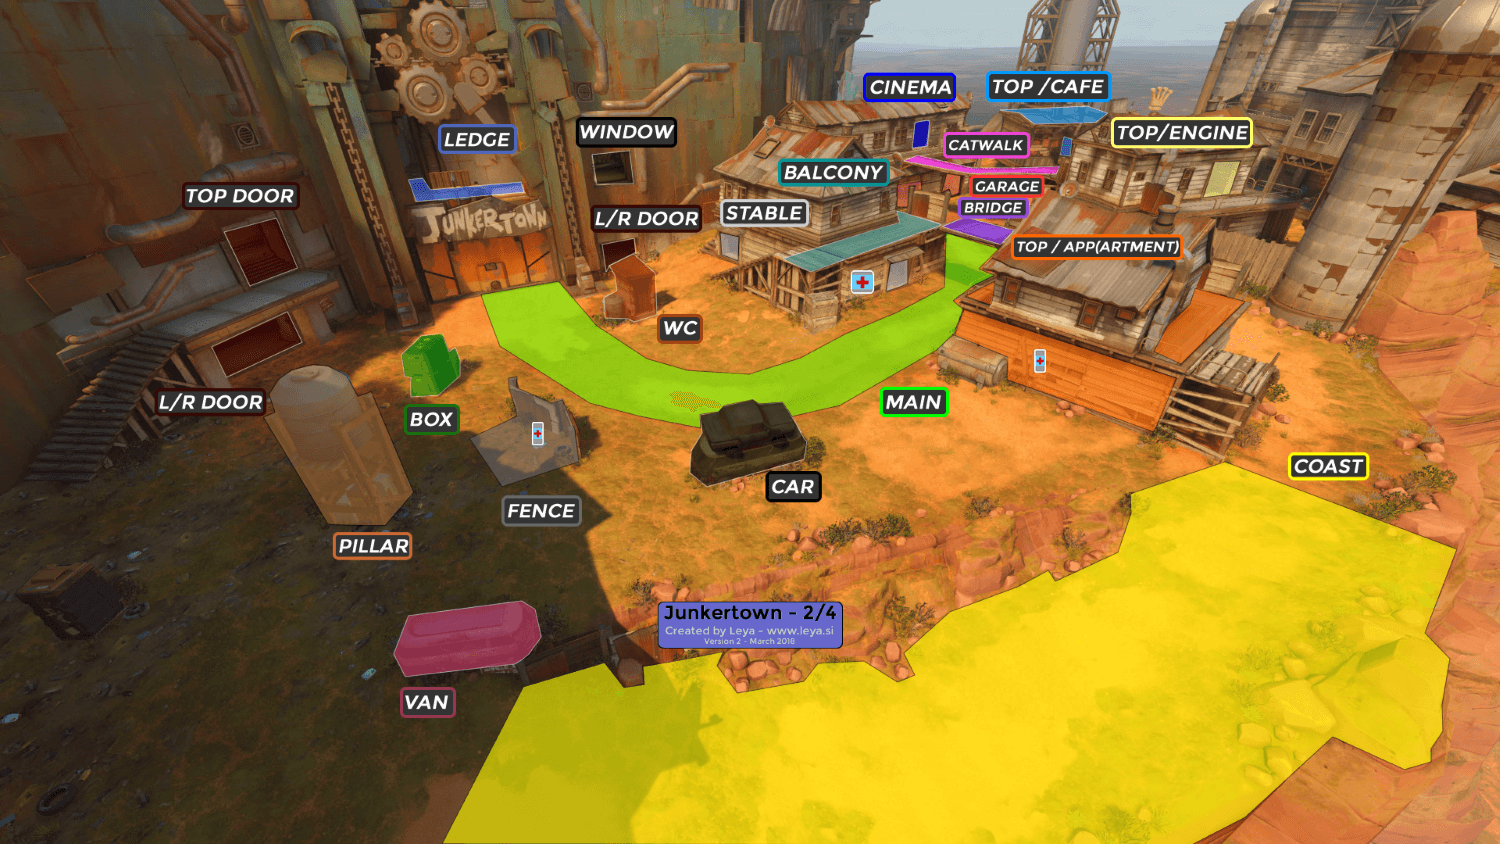 CINEMA
TOP /CAFE
LEDGE
WINDOW
CATWALK
TOP/ENGINE
BALCONY
GARAGE
TOP DOOR
JUNKERTOWN
L/R DOOR
STABLE
BRIDGE
TOP / APP(ARTMENT)
WC
L/R DOOR
BOX
MAIN
COAST
CAR
FENCE
PILLAR
Junkertown - 2/4
Created by Leya - www.leya.si
Version 2 - March 2018
VAN